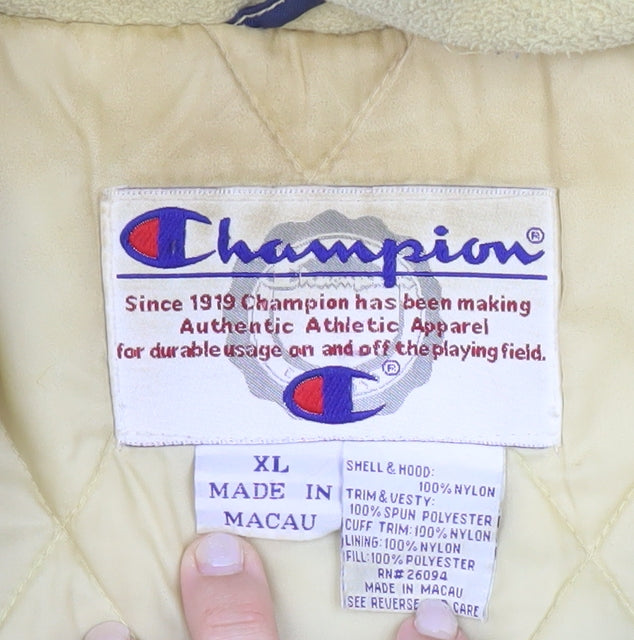 Champion®
Since 1919 Champion has been making
Authentic Athletic Apparel
for durable usage on and off the playing field.
®
XL
MADE IN
MACAU
SHELL & HOOD:
100% NYLON
TRIM & VESTY:
100% SPUN POLYESTER
CUFF TRIM: 100% NYLON
LINING: 100% NYLON
FILL: 100% POLYESTER
RN# 26094
MADE IN MACAU
SEE REVERSE CARE